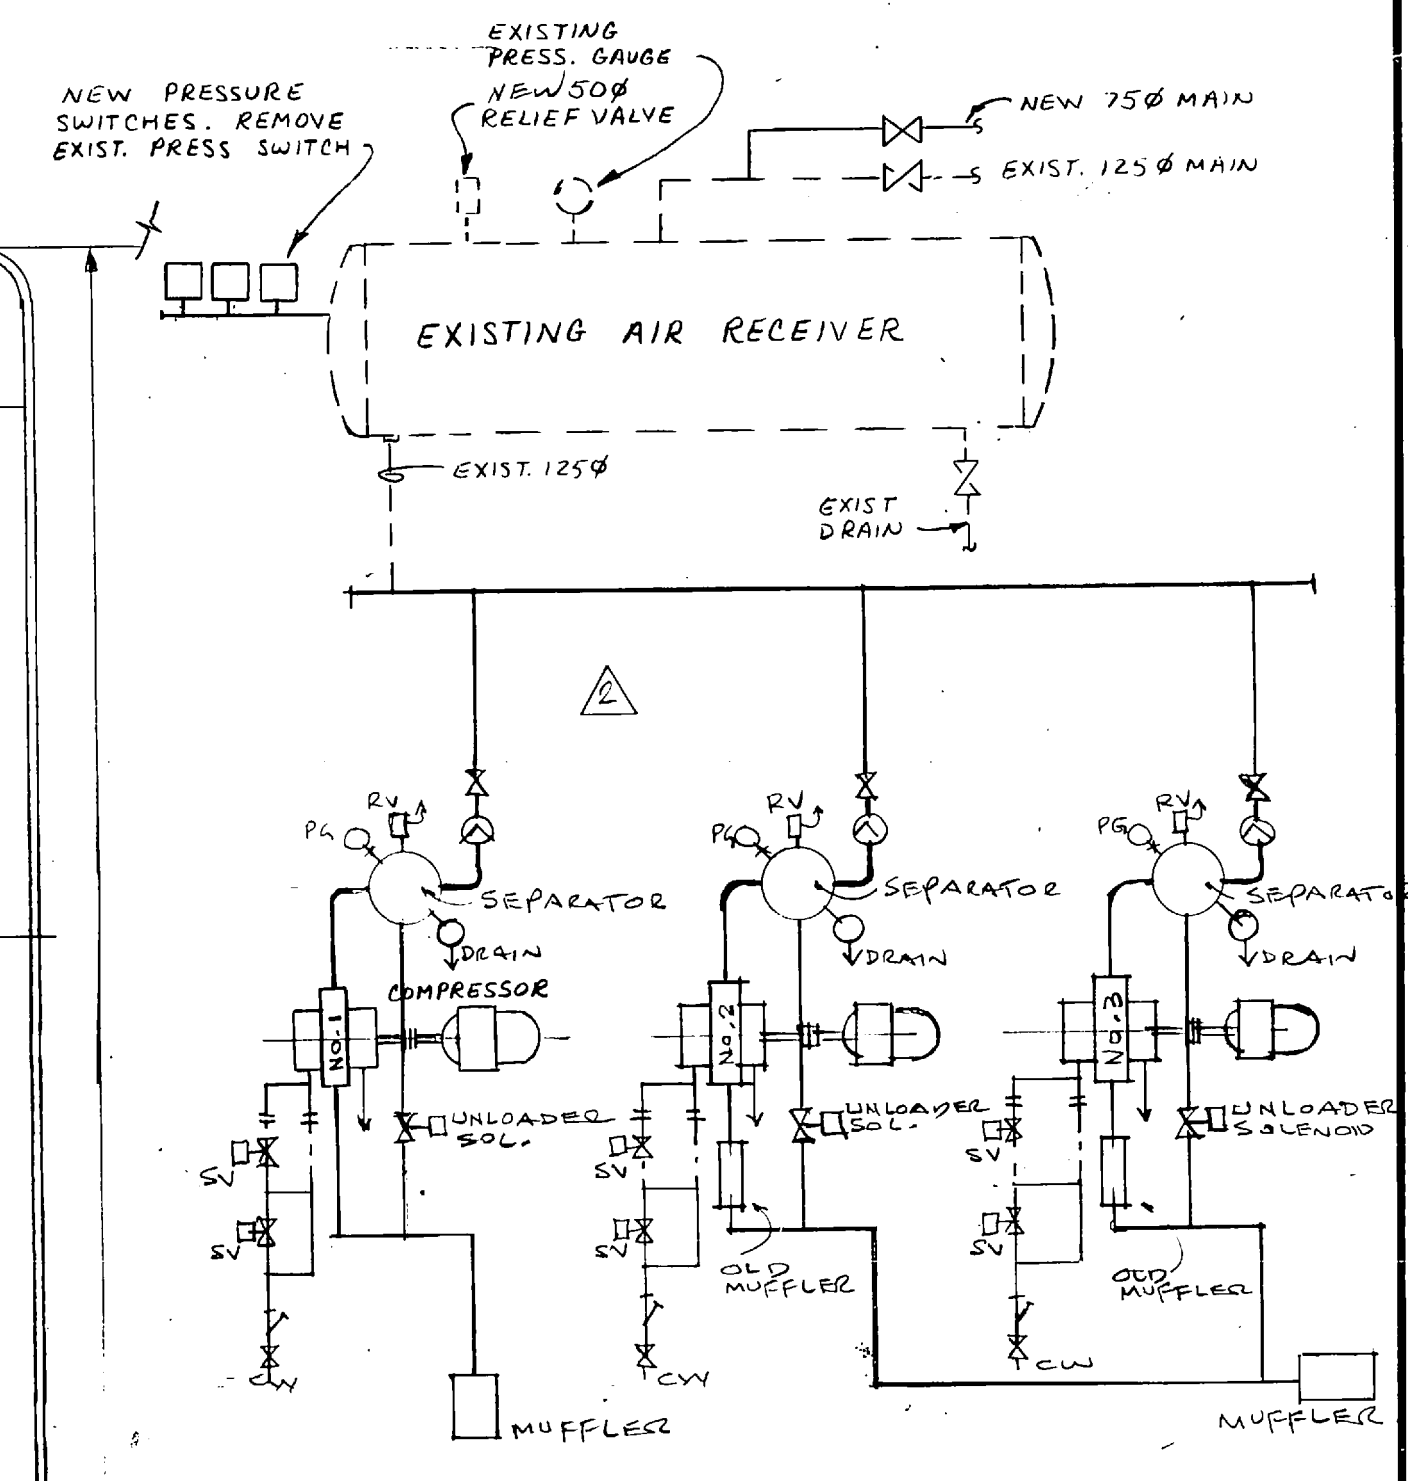 EXISTING
PRESS. GAUGE
NEW 50Ø
RELIEF VALVE
NEW PRESSURE
SWITCHES. REMOVE
EXIST. PRESS SWITCH
NEW 75Ø MAIN
EXIST. 125Ø MAIN
EXISTING AIR RECEIVER
EXIST. 125Ø
EXIST
DRAIN
2
RV
PG
SEPARATOR
DRAIN
COMPRESSOR
No.1
UNLOADER
SOL.
SV
SV
CW
MUFFLER
RV
PG
SEPARATOR
DRAIN
No.2
UNLOADER
SOL.
SV
SV
OLD
MUFFLER
CW
RV
PG
SEPARATO
DRAIN
No.3
UNLOADER
SOLENOID
SV
SV
OLD
MUFFLER
CW
MUFFLER